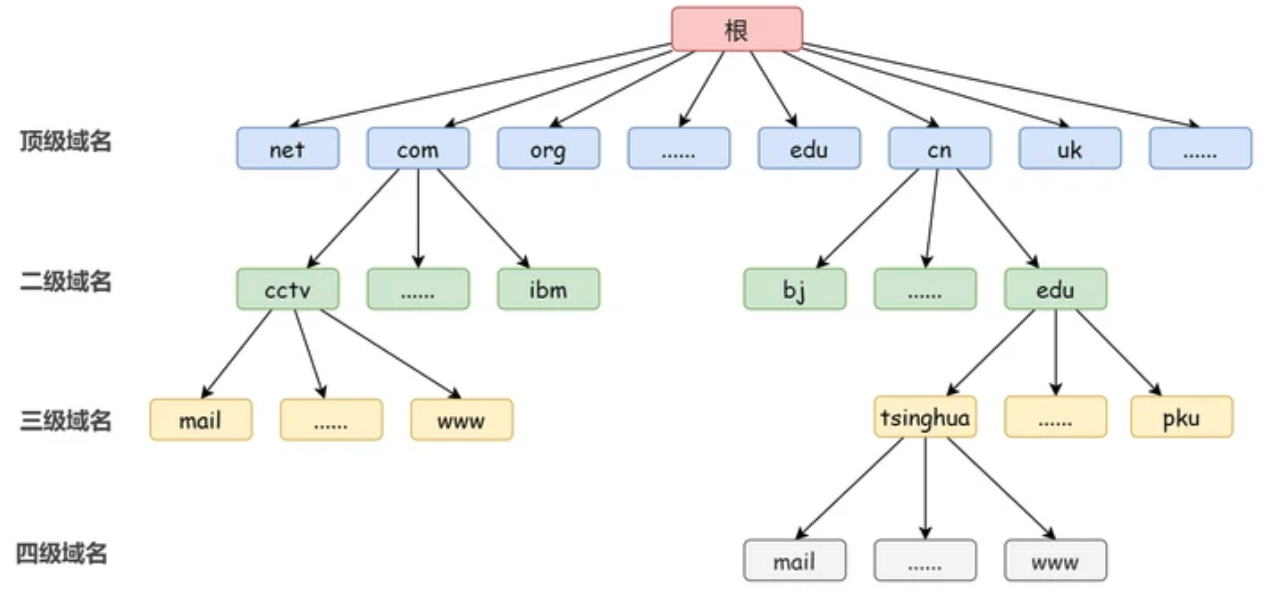 根
顶级域名
net
com
org
......
edu
cn
uk
......
二级域名
cctv
......
ibm
bj
......
edu
三级域名
mail
......
www
tsinghua
......
pku
四级域名
mail
......
www